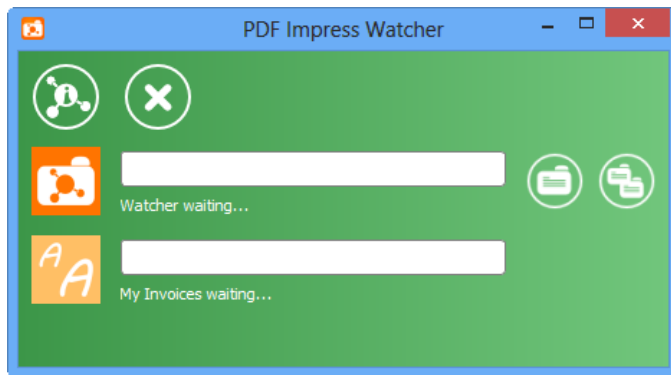 PDF Impress Watcher
Watcher waiting...
A A
My Invoices waiting...